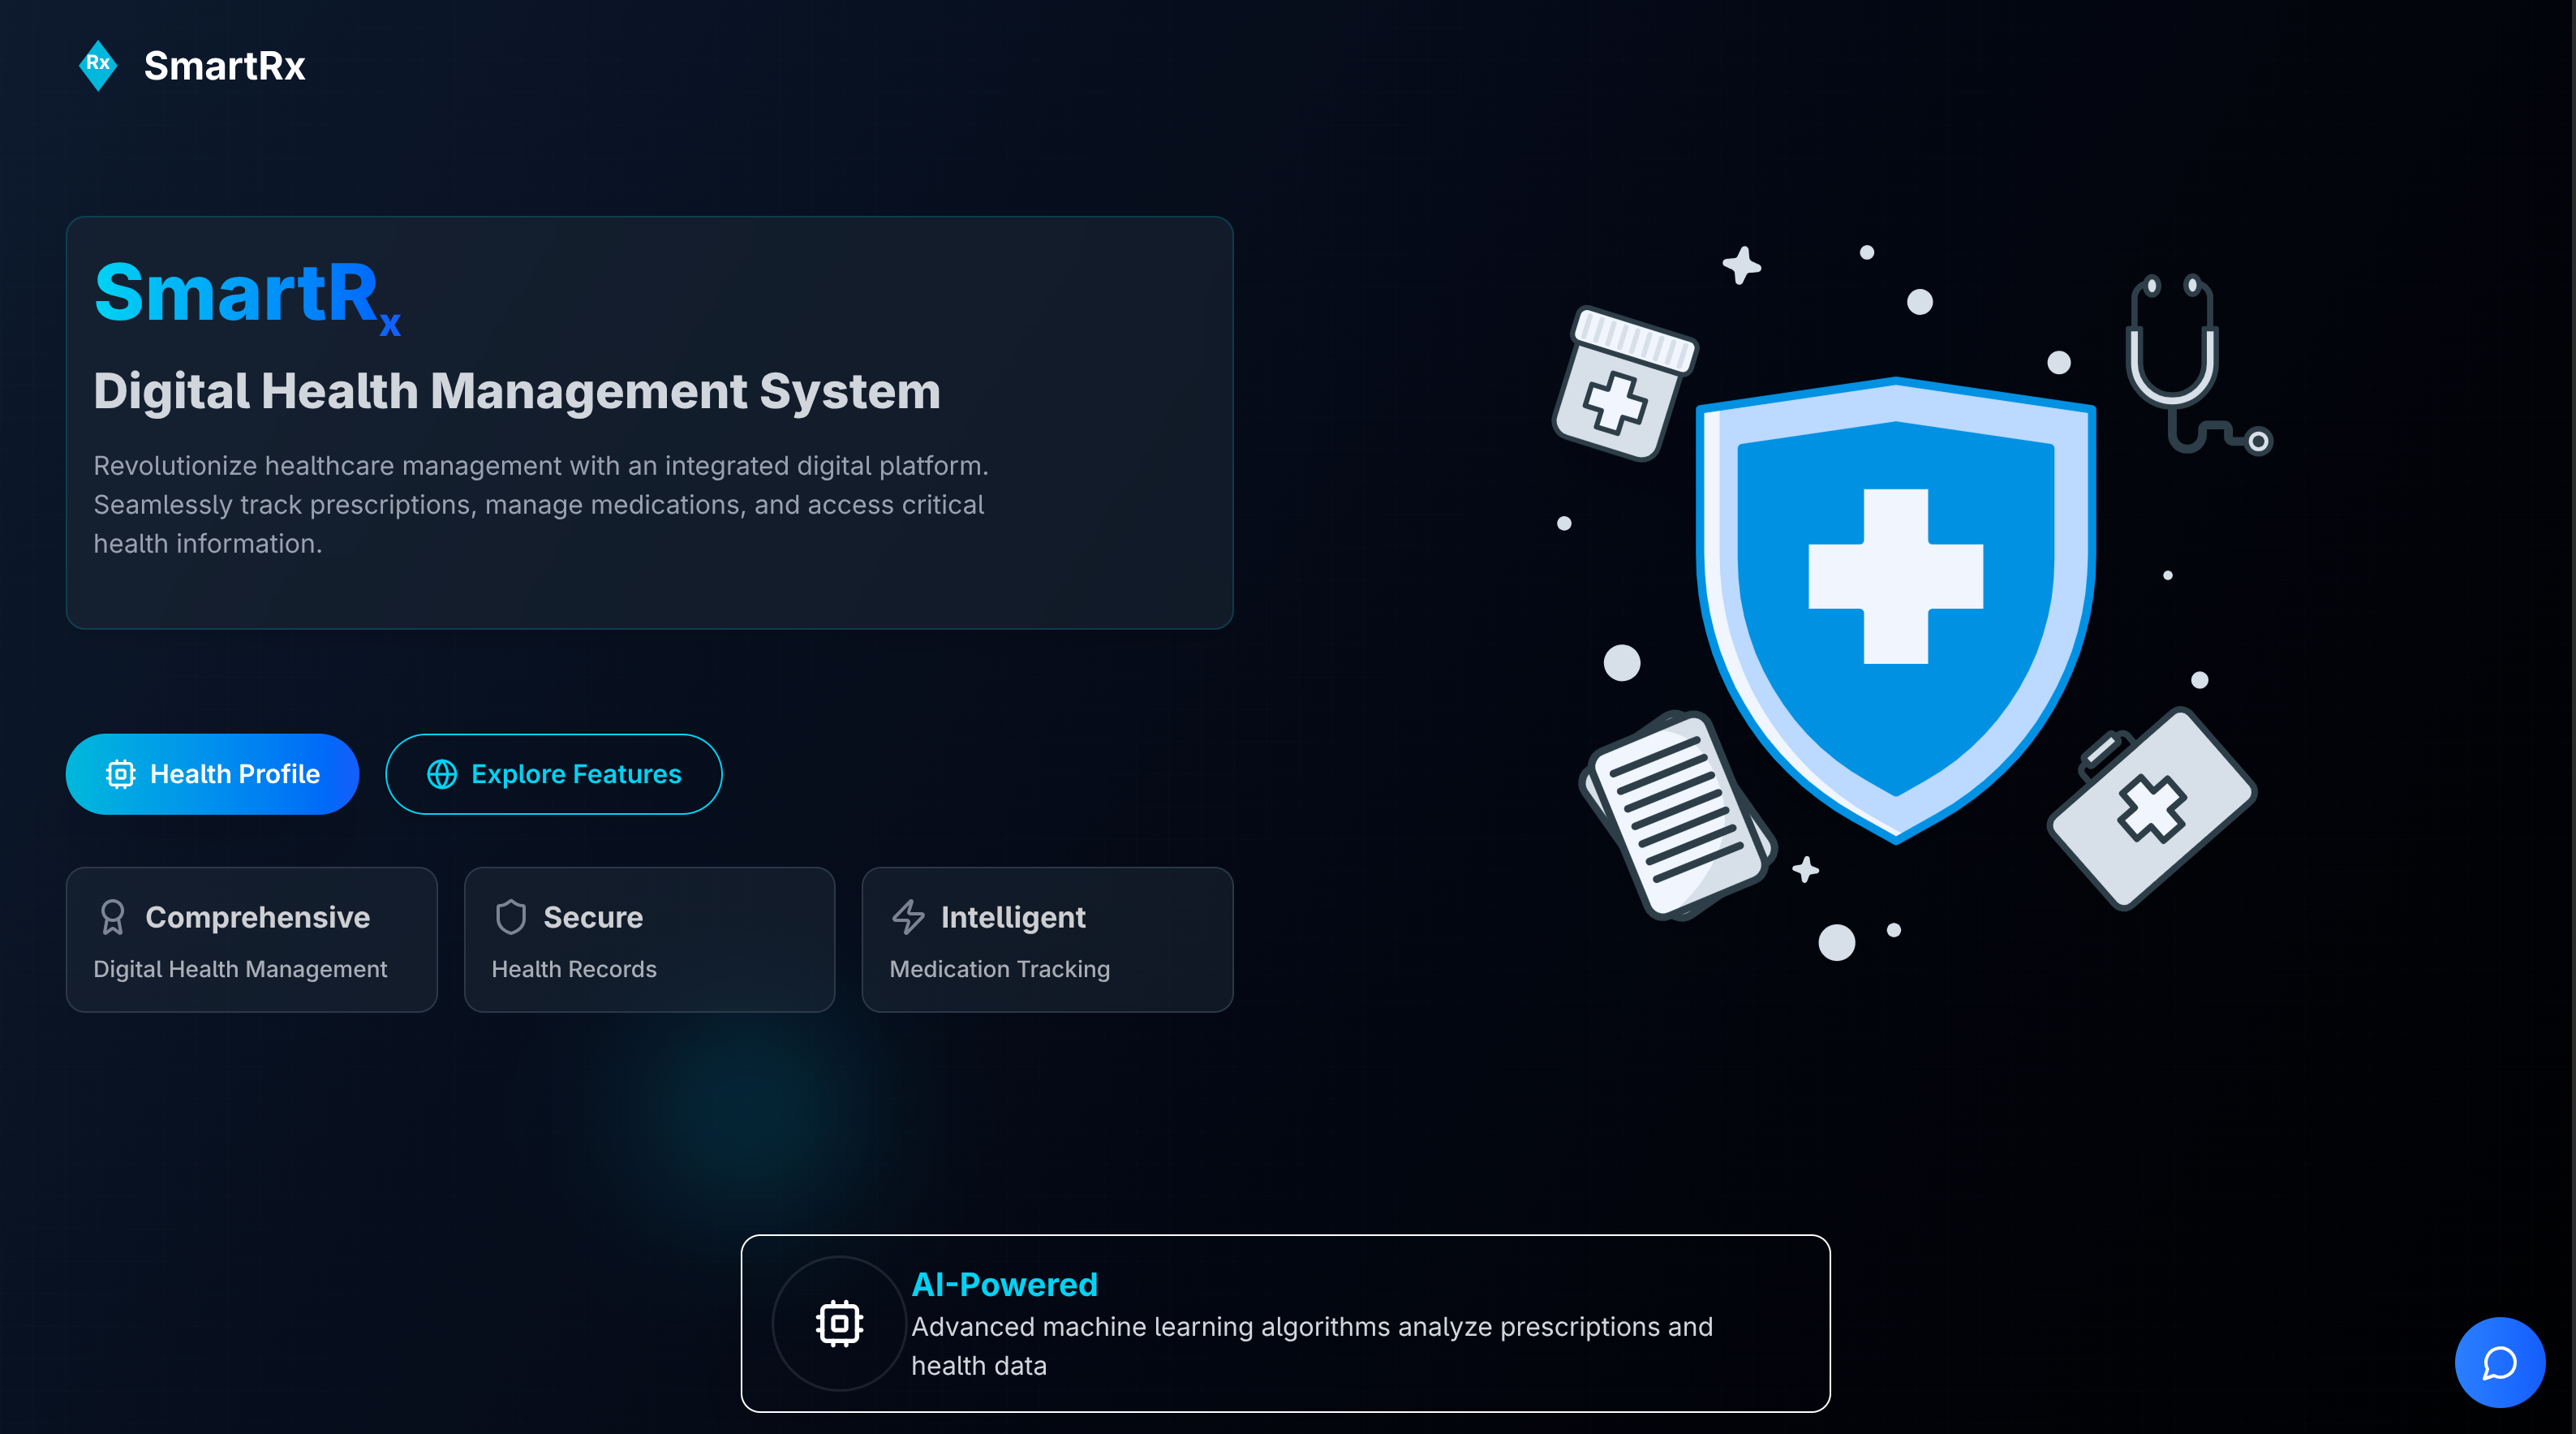 Rx SmartRx
SmartRx
Digital Health Management System
Revolutionize healthcare management with an integrated digital platform.
Seamlessly track prescriptions, manage medications, and access critical
health information.
Health Profile
Explore Features
Comprehensive
Digital Health Management
Secure
Health Records
Intelligent
Medication Tracking
AI-Powered
Advanced machine learning algorithms analyze prescriptions and
health data